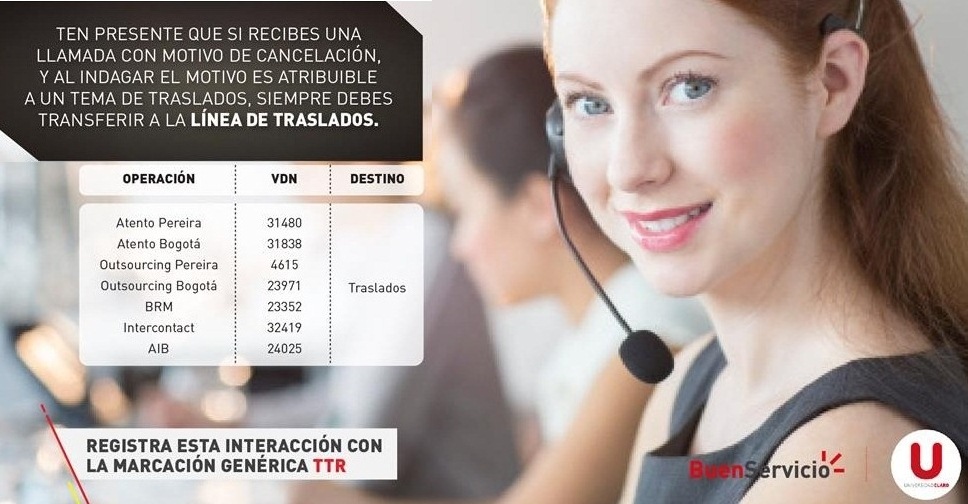 TEN PRESENTE QUE SI RECIBES UNA
LLAMADA CON MOTIVO DE CANCELACIÓN,
Y AL INDAGAR EL MOTIVO ES ATRIBUIBLE
A UN TEMA DE TRASLADOS, SIEMPRE DEBES
TRANSFERIR A LA LÍNEA DE TRASLADOS.
OPERACIÓN VDN DESTINO
Atento Pereira 31480
Atento Bogotá 31838
Outsourcing Pereira 4615
Outsourcing Bogotá 23971 Traslados
BRM 23352
Intercontact 32419
AIB 24025
REGISTRA ESTA INTERACCIÓN CON
LA MARCACIÓN GENÉRICA TTR
BuenServicio
U
UNIVERSIDADCLARO